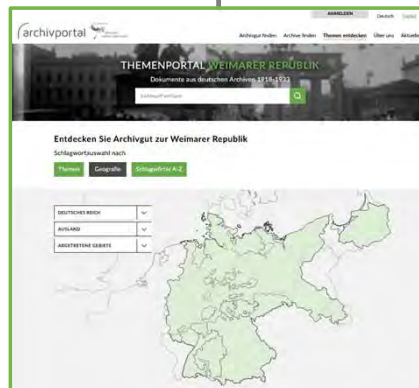 ANMELDEN
Deutsch
archivportal
Archivgut finden Archive finden Themen entdecken Über uns Aktuelles
THEMENPORTAL WEIMARER REPUBLIK
Dokumente aus deutschen Archiven 1918-1933
Entdecken Sie Archivgut zur Weimarer Republik
Schlagwortauswahl nach
Themen
Geografie
Schlagwörter A-Z
DEUTSCHES REICH
AUSLAND
ABGETRETENE GEBIETE